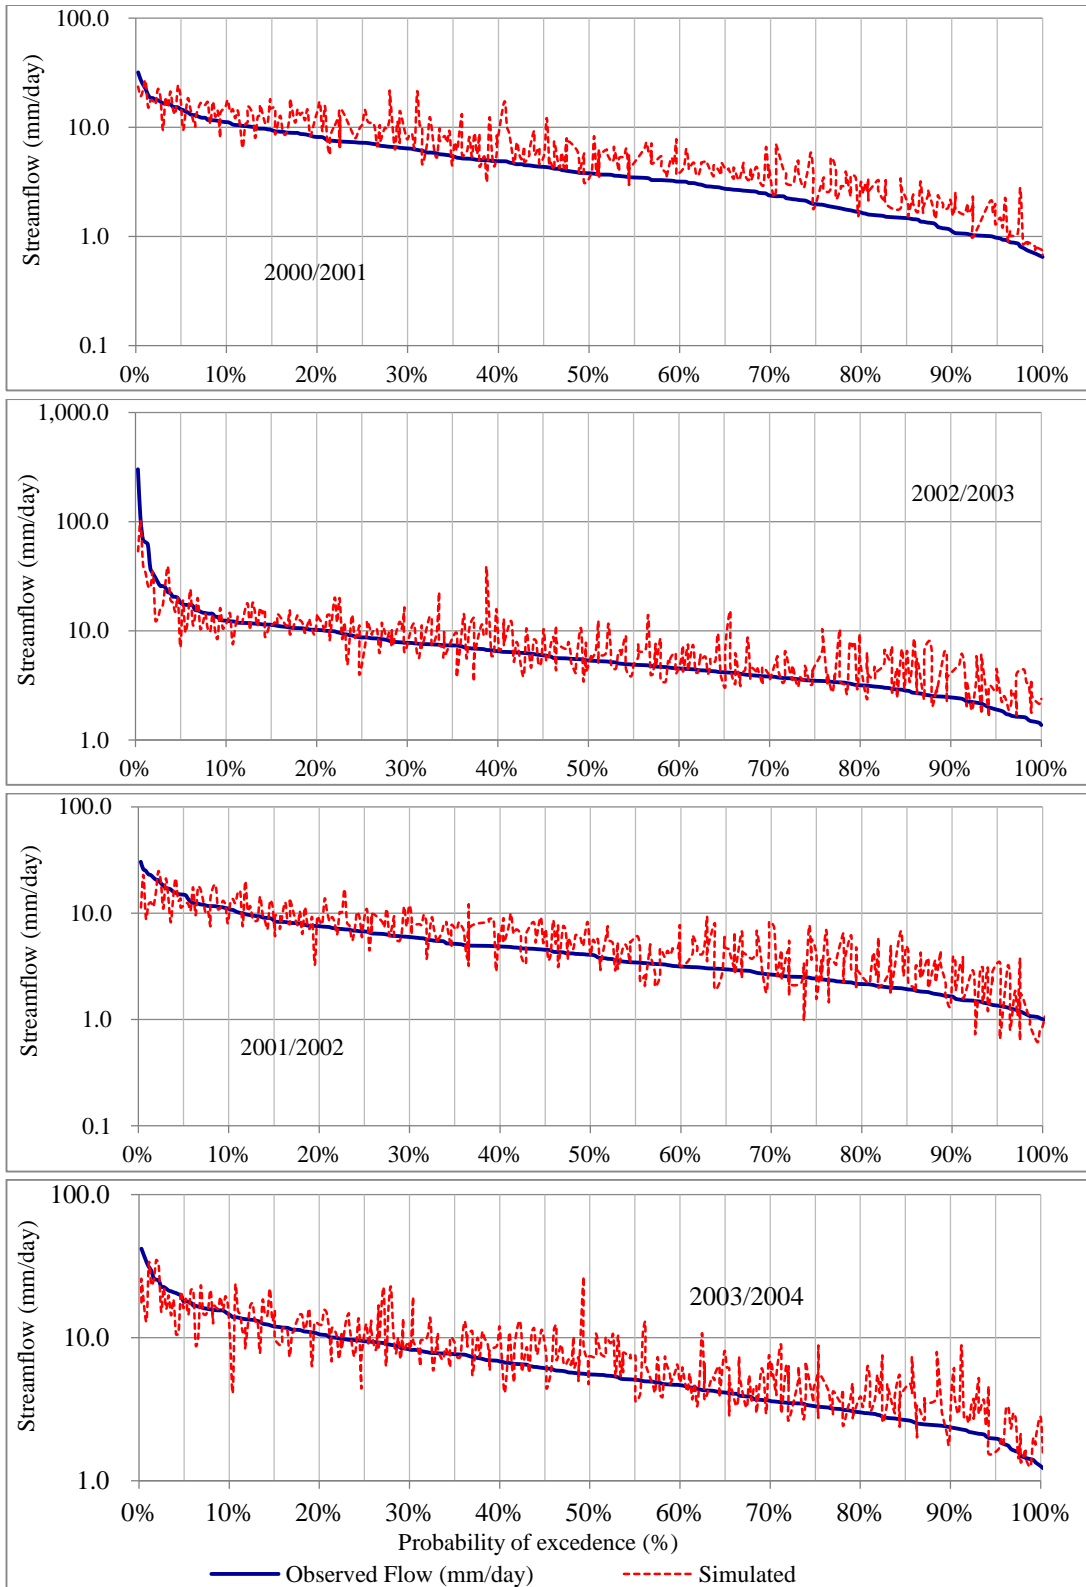 100.0
10.0
1.0
0.1
Streamflow (mm/day)
2000/2001
0% 10% 20% 30% 40% 50% 60% 70% 80% 90% 100%
1,000.0
100.0
10.0
1.0
Streamflow (mm/day)
2002/2003
0% 10% 20% 30% 40% 50% 60% 70% 80% 90% 100%
100.0
10.0
1.0
0.1
Streamflow (mm/day)
2001/2002
0% 10% 20% 30% 40% 50% 60% 70% 80% 90% 100%
100.0
10.0
1.0
Streamflow (mm/day)
2003/2004
0% 10% 20% 30% 40% 50% 60% 70% 80% 90% 100%
Probability of excedence (%)
Observed Flow (mm/day) Simulated